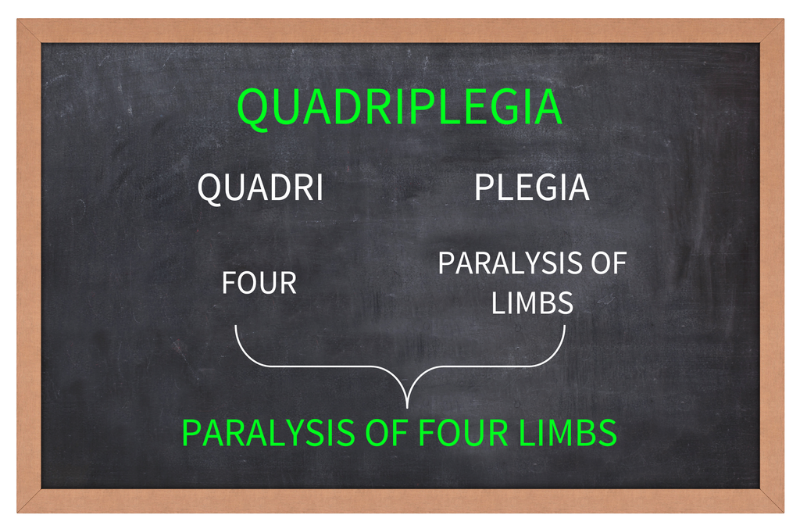 QUADRIPLEGIA
QUADRI
PLEGIA
FOUR
PARALYSIS OF
LIMBS
PARALYSIS OF FOUR LIMBS